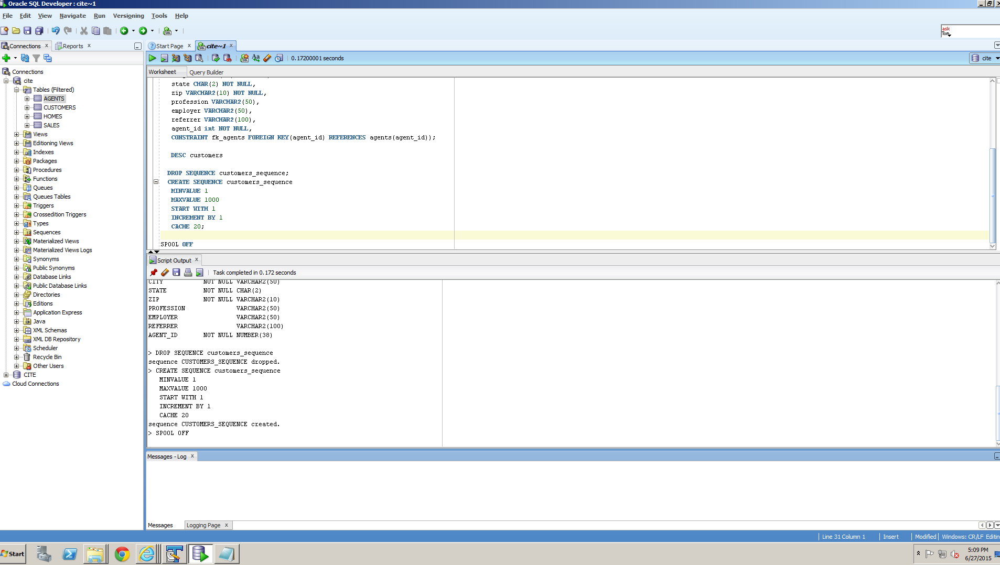 Oracle SQL Developer : cite~1
File Edit View Navigate Run Versioning Tools Help
ask
Tom
Connections Reports
Start Page cite~1
0.17200001 seconds
cite
Worksheet Query Builder
Connections
cite
Tables (Filtered)
AGENTS
CUSTOMERS
HOMES
SALES
Views
Editioning Views
Indexes
Packages
Procedures
Functions
Queues
Queues Tables
Triggers
Crossedition Triggers
Types
Sequences
Materialized Views
Materialized Views Logs
Synonyms
Public Synonyms
Database Links
Public Database Links
Directories
Editions
Application Express
Java
XML Schemas
XML DB Repository
Scheduler
Recycle Bin
Other Users
CITE
Cloud Connections
state CHAR(2) NOT NULL,
zip VARCHAR2(10) NOT NULL,
profession VARCHAR2(50),
employer VARCHAR2(50),
referrer VARCHAR2(100),
agent_id int NOT NULL,
CONSTRAINT fk_agents FOREIGN KEY(agent_id) REFERENCES agents(agent_id));
DESC customers
DROP SEQUENCE customers_sequence;
CREATE SEQUENCE customers_sequence
MINVALUE 1
MAXVALUE 1000
START WITH 1
INCREMENT BY 1
CACHE 20;
SPOOL OFF
Script Output
Task completed in 0.172 seconds
CITY NOT NULL VARCHAR2(50)
STATE NOT NULL CHAR(2)
ZIP NOT NULL VARCHAR2(10)
PROFESSION VARCHAR2(50)
EMPLOYER VARCHAR2(50)
REFERRER VARCHAR2(100)
AGENT_ID NOT NULL NUMBER(38)
> DROP SEQUENCE customers_sequence
sequence CUSTOMERS_SEQUENCE dropped.
> CREATE SEQUENCE customers_sequence
MINVALUE 1
MAXVALUE 1000
START WITH 1
INCREMENT BY 1
CACHE 20
sequence CUSTOMERS_SEQUENCE created.
> SPOOL OFF
Messages - Log
Messages Logging Page
Line 31 Column 1 Insert Modified Windows: CR/LF Editin
Start
5:09 PM
6/27/2015